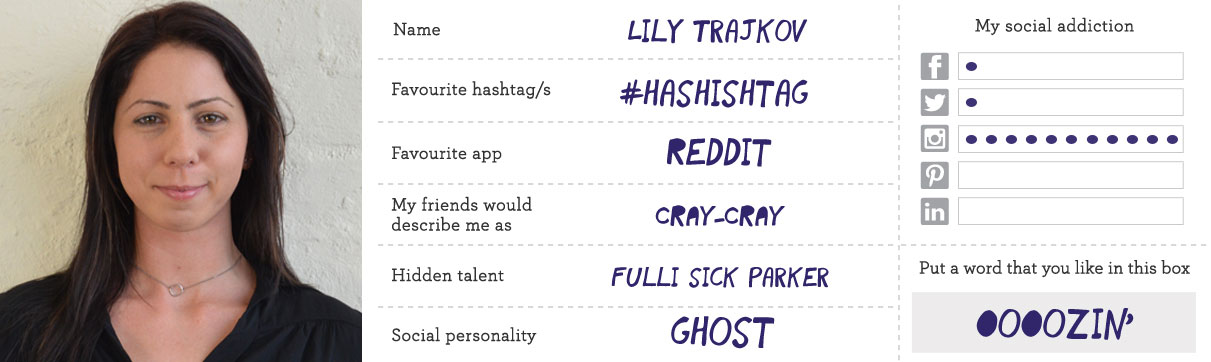 Name
LILY TRAJKOV
Favourite hashtag/s
#HASHISHTAG
Favourite app
REDDIT
My friends would
describe me as
CRAY-CRAY
Hidden talent
FULLI SICK PARKER
Social personality
GHOST
My social addiction
Put a word that you like in this box
OOOOZIN'